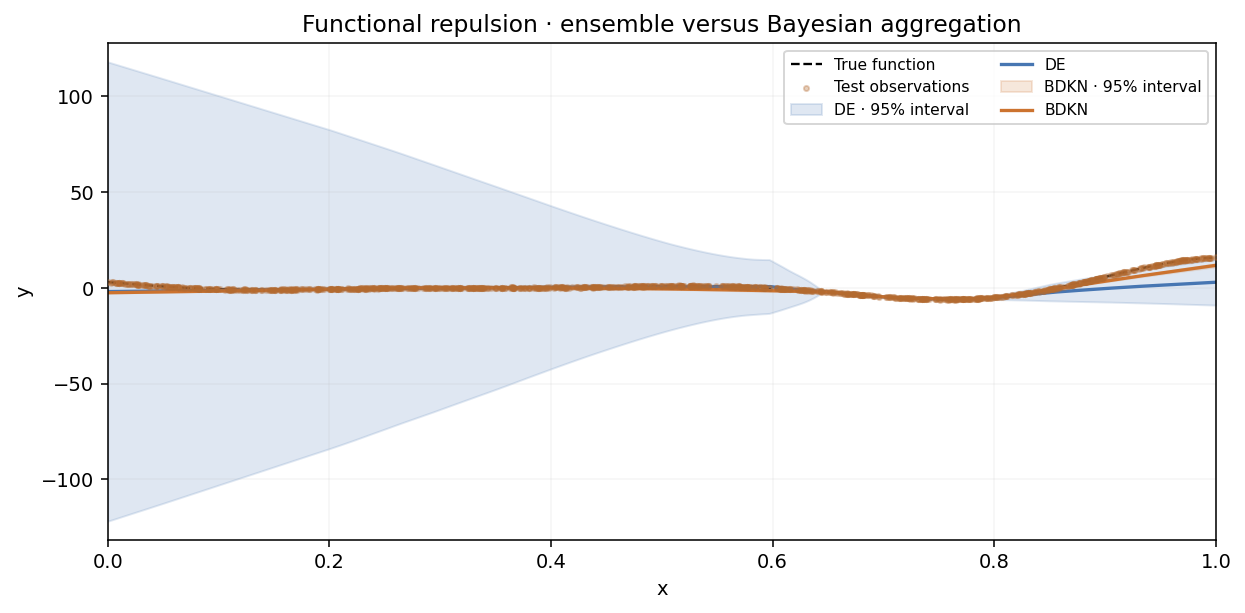 Functional repulsion · ensemble versus Bayesian aggregation
True function
Test observations
DE · 95% interval
DE
BDKN · 95% interval
BDKN
y
100
50
0
−50
−100
0.0
0.2
0.4
0.6
0.8
1.0
x